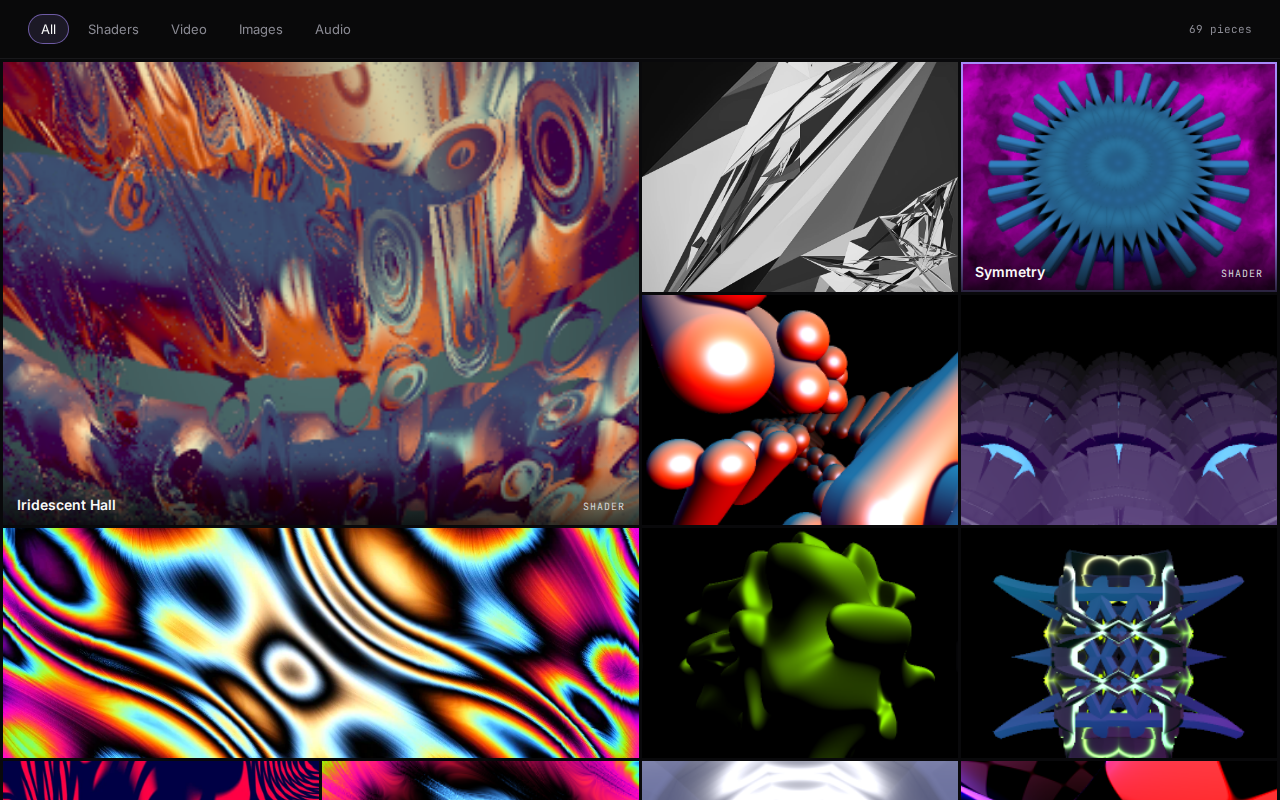 All
Shaders
Video
Images
Audio
69 pieces
Symmetry
SHADER
Iridescent Hall
SHADER